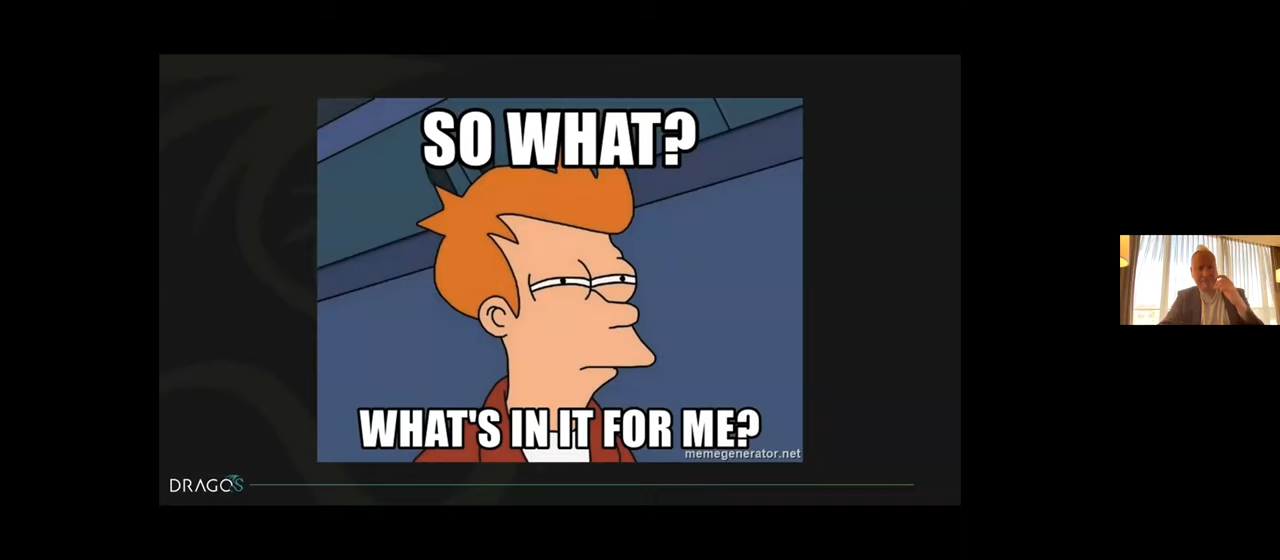 SO WHAT?
WHAT'S IN IT FOR ME?
memegenerator.net
DRAGOS